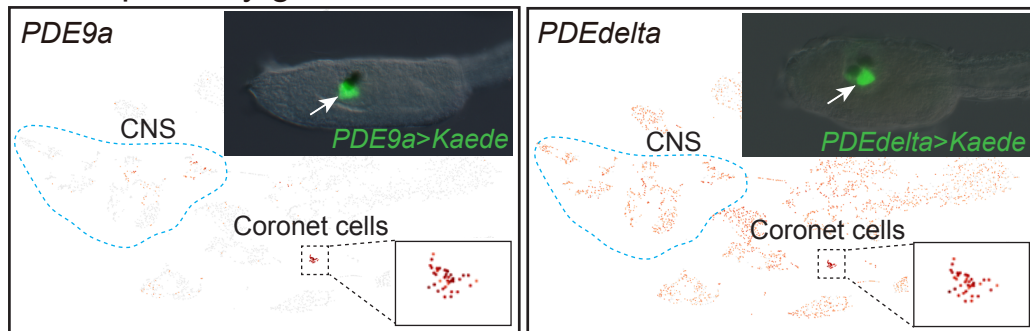 PDE9a
PDE9a>Kaede
CNS
Coronet cells
PDEdelta
PDEdelta>Kaede
CNS
Coronet cells